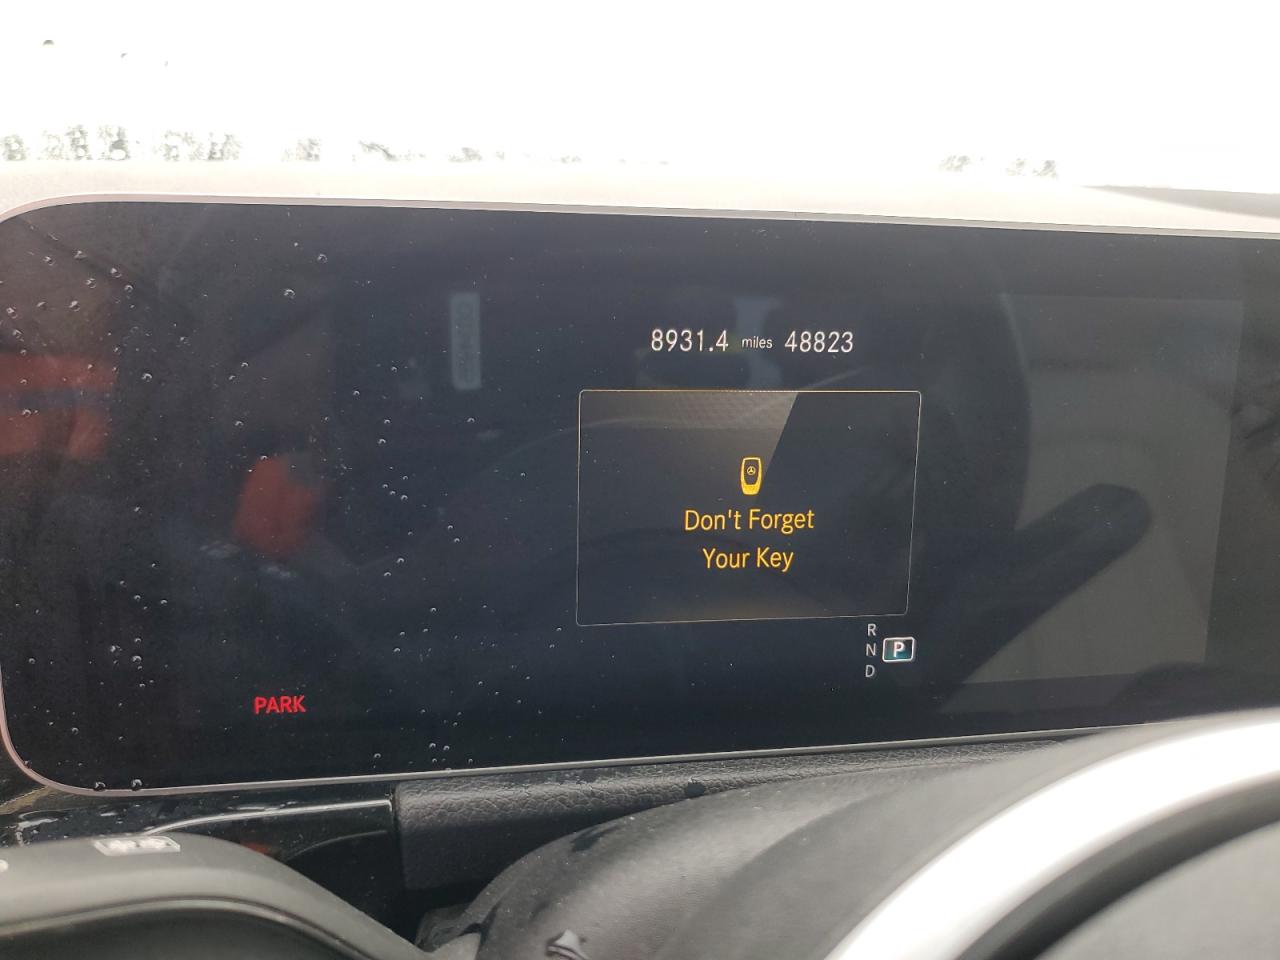 8931.4 miles 48823
Don't Forget
Your Key
R
N P
D
PARK